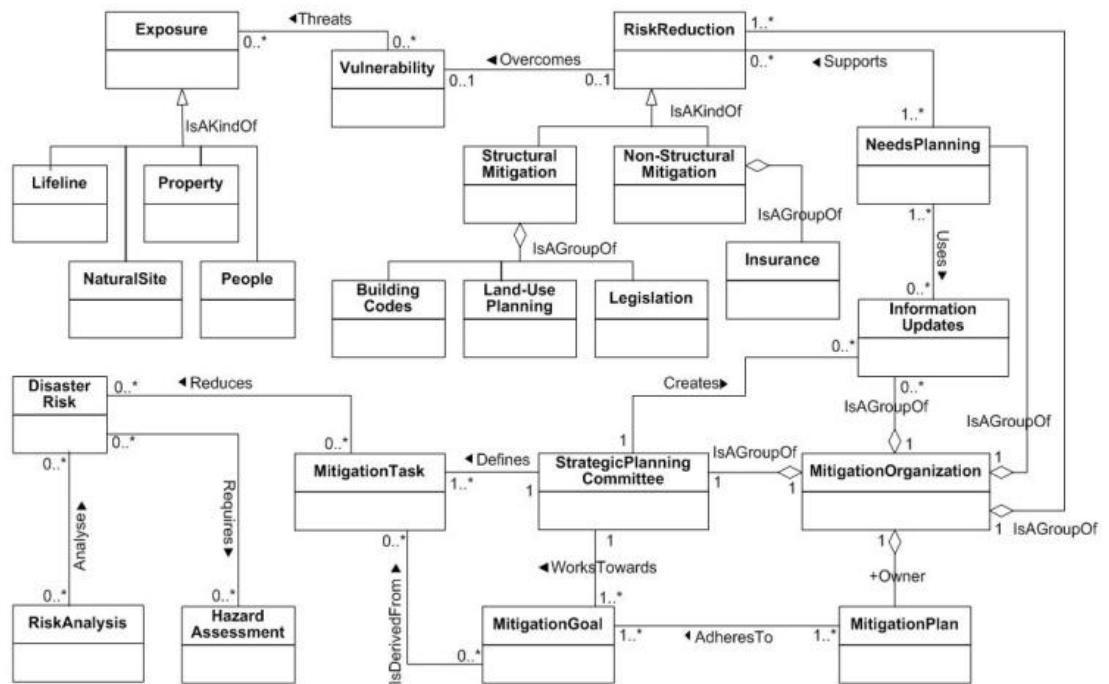 Exposure
RiskReduction
1..*
◄Threats
0..*
0..*
Vulnerability
◄Overcomes
0..1
0..1
0..*
◄Supports
IsAKindOf
IsAKindOf
1..*
NeedsPlanning
Lifeline
Property
Structural
Mitigation
Non-Structural
Mitigation
IsAGroupOf
1..*
Uses►
0..*
NaturalSite
People
IsAGroupOf
Building
Codes
Land-Use
Planning
Legislation
Insurance
Information
Updates
0..*
0..*
Disaster
Risk
0..*
◄Reduces
Creates►
IsAGroupOf
IsAGroupOf
0..*
0..*
0..*
1
IsAGroupOf
1
1
MitigationTask
◄Defines
1..*
1
StrategicPlanning
Committee
1
1
MitigationOrganization
1
IsAGroupOf
Analyse►
Requires►
0..*
1
1
◄WorksTowards
+Owner
0..*
0..*
IsDerivedFrom►
1..*
RiskAnalysis
Hazard
Assessment
0..*
MitigationGoal
1..*
◄AdheresTo
1..*
MitigationPlan